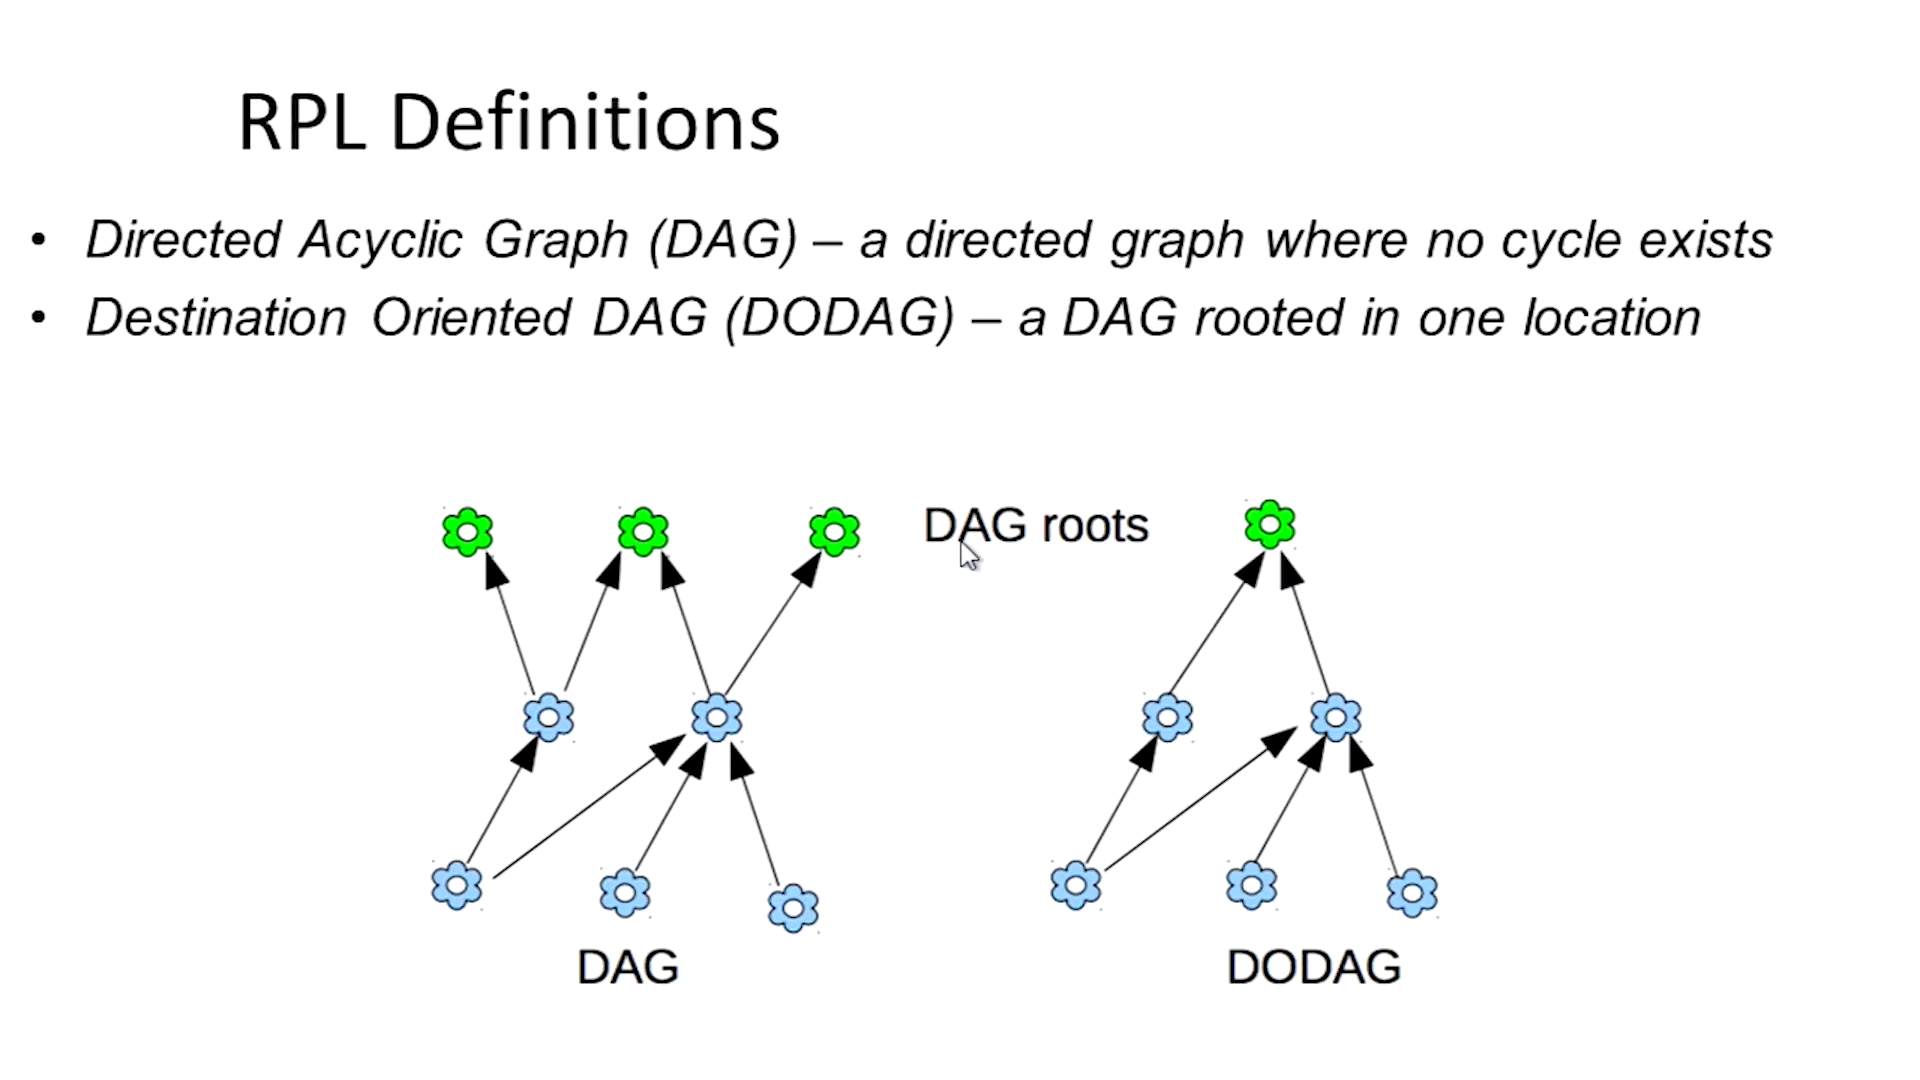 RPL Definitions
• Directed Acyclic Graph (DAG) – a directed graph where no cycle exists
• Destination Oriented DAG (DODAG) – a DAG rooted in one location
DAG roots
DAG
DODAG